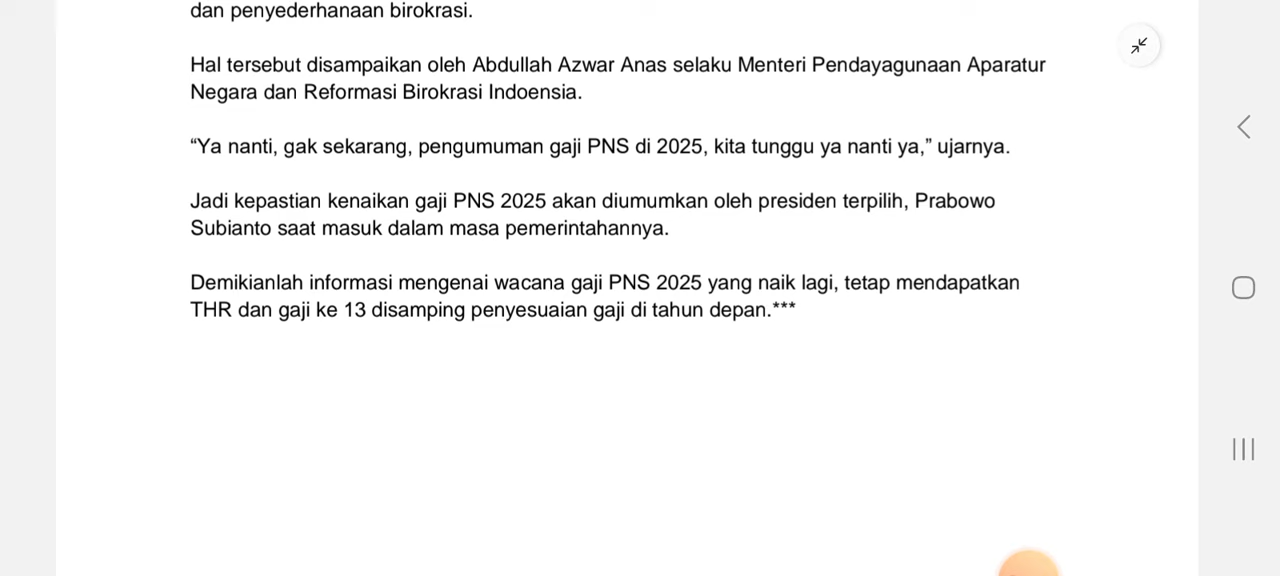 dan penyederhanaan birokrasi.
Hal tersebut disampaikan oleh Abdullah Azwar Anas selaku Menteri Pendayagunaan Aparatur
Negara dan Reformasi Birokrasi Indoensia.
“Ya nanti, gak sekarang, pengumuman gaji PNS di 2025, kita tunggu ya nanti ya,” ujarnya.
Jadi kepastian kenaikan gaji PNS 2025 akan diumumkan oleh presiden terpilih, Prabowo
Subianto saat masuk dalam masa pemerintahannya.
Demikianlah informasi mengenai wacana gaji PNS 2025 yang naik lagi, tetap mendapatkan
THR dan gaji ke 13 disamping penyesuaian gaji di tahun depan.***